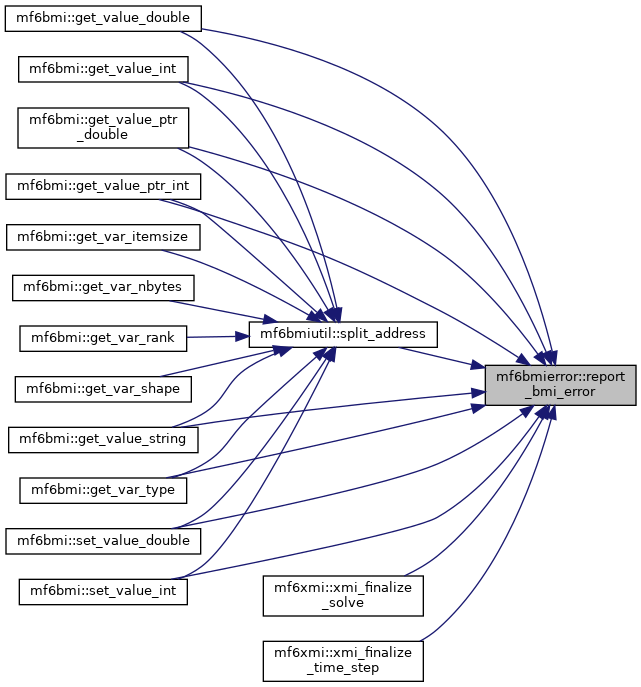 mf6bmi::get_value_double
mf6bmi::get_value_int
mf6bmi::get_value_ptr
_double
mf6bmi::get_value_ptr_int
mf6bmi::get_var_itemsize
mf6bmi::get_var_nbytes
mf6bmi::get_var_rank
mf6bmi::get_var_shape
mf6bmi::get_value_string
mf6bmi::get_var_type
mf6bmi::set_value_double
mf6bmi::set_value_int
mf6bmiutil::split_address
mf6xmi::xmi_finalize
_solve
mf6xmi::xmi_finalize
_time_step
mf6bmierror::report
_bmi_error